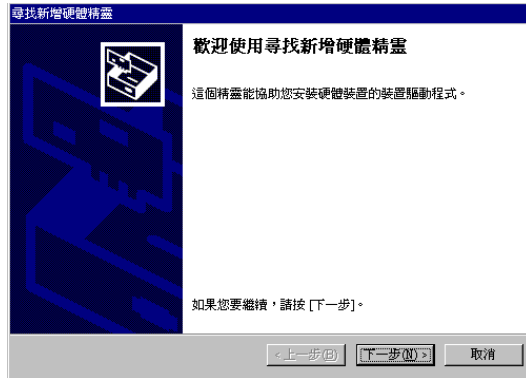 尋找新增硬體精靈
歡迎使用尋找新增硬體精靈
這個精靈能協助您安裝硬體裝置的裝置驅動程式。
如果您要繼續，請按 [下一步]。
<上一步(B)
下一步(N) >
取消